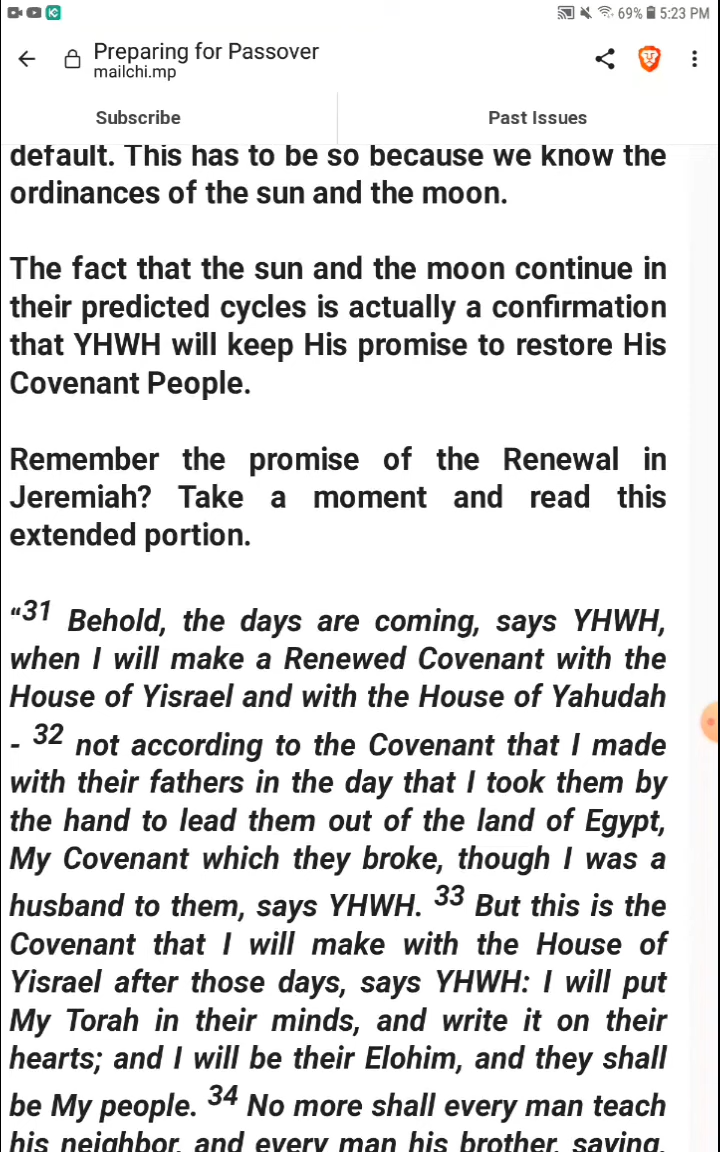 69% 5:23 PM
Preparing for Passover
mailchi.mp
Subscribe Past Issues
default. This has to be so because we know the
ordinances of the sun and the moon.
The fact that the sun and the moon continue in
their predicted cycles is actually a confirmation
that YHWH will keep His promise to restore His
Covenant People.
Remember the promise of the Renewal in
Jeremiah? Take a moment and read this
extended portion.
“31 Behold, the days are coming, says YHWH,
when I will make a Renewed Covenant with the
House of Yisrael and with the House of Yahudah
- 32 not according to the Covenant that I made
with their fathers in the day that I took them by
the hand to lead them out of the land of Egypt,
My Covenant which they broke, though I was a
husband to them, says YHWH. 33 But this is the
Covenant that I will make with the House of
Yisrael after those days, says YHWH: I will put
My Torah in their minds, and write it on their
hearts; and I will be their Elohim, and they shall
be My people. 34 No more shall every man teach
his neighbor, and every man his brother, saying,